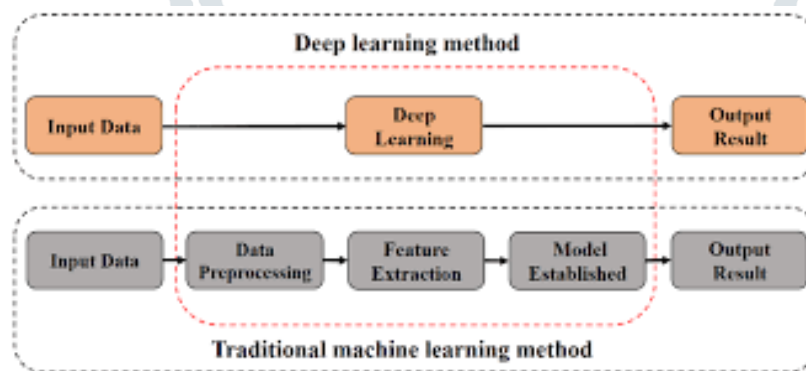 Deep learning method
Input Data
Deep
Learning
Output
Result
Input Data
Data
Preprocessing
Feature
Extraction
Model
Established
Output
Result
Traditional machine learning method